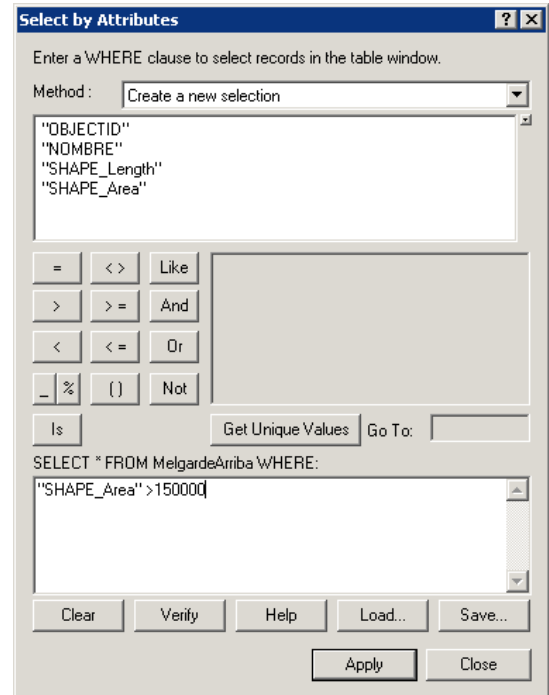 Select by Attributes
? X
Enter a WHERE clause to select records in the table window.
Method : Create a new selection
"OBJECTID"
"NOMBRE"
"SHAPE_Length"
"SHAPE_Area"
= < > Like
> > = And
< < = Or
_ % ( ) Not
Is Get Unique Values Go To:
SELECT * FROM MelgardeArriba WHERE:
"SHAPE_Area" >150000
Clear Verify Help Load... Save...
Apply Close